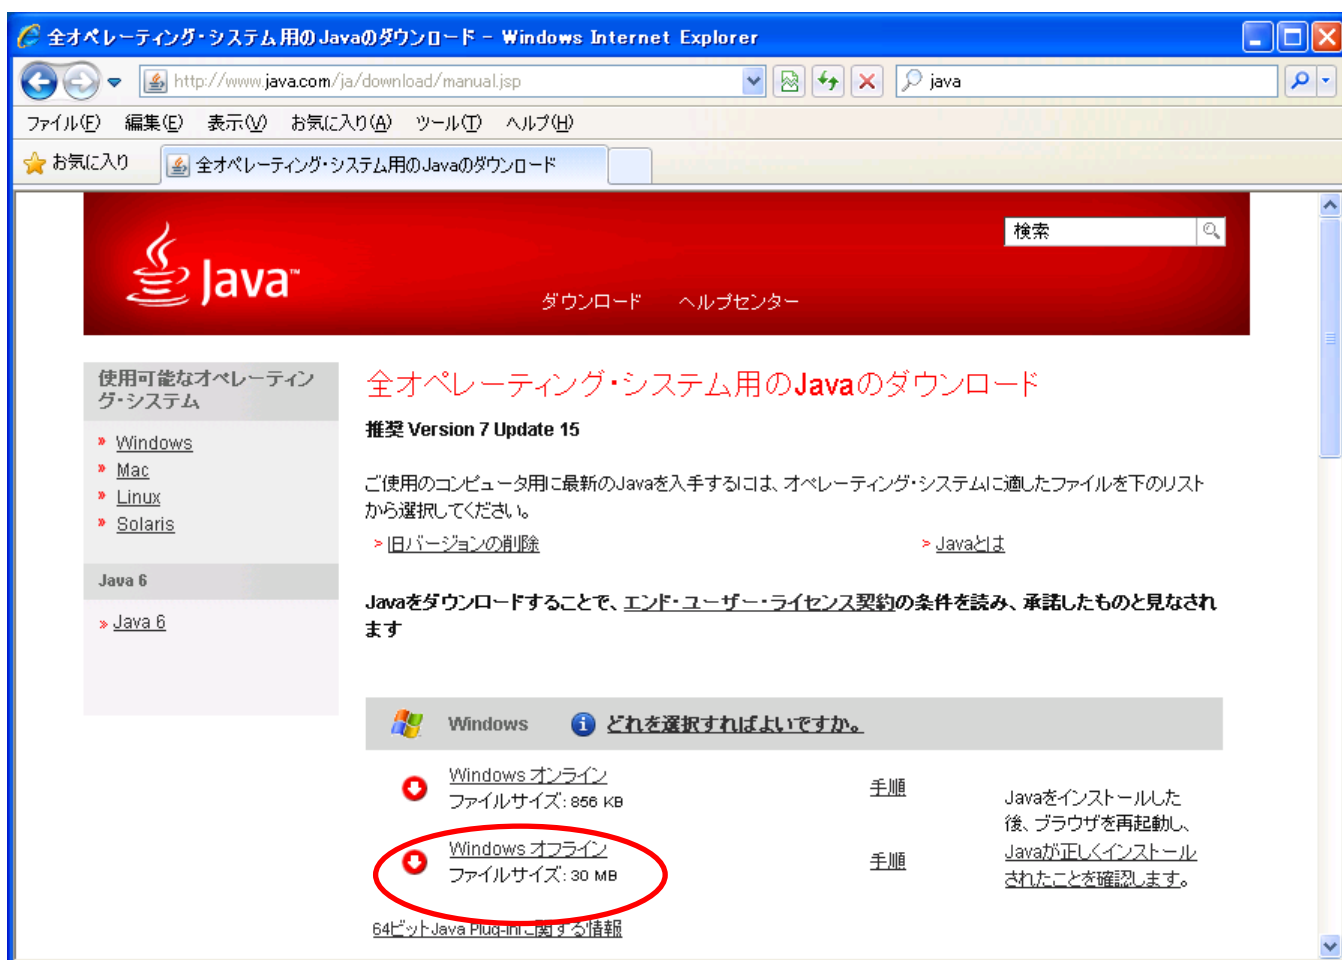 全オペレーティング・システム用のJavaのダウンロード - Windows Internet Explorer
http://www.java.com/ja/download/manual.jsp
java
ファイル(F) 編集(E) 表示(V) お気に入り(A) ツール(T) ヘルプ(H)
お気に入り
全オペレーティング・システム用のJavaのダウンロード
検索
Java™
ダウンロード ヘルプセンター
使用可能なオペレーティン
グ・システム
Windows
Mac
Linux
Solaris
Java 6
Java 6
全オペレーティング・システム用のJavaのダウンロード
推奨 Version 7 Update 15
ご使用のコンピュータ用に最新のJavaを入手するには、オペレーティング・システムに適したファイルを下のリスト
から選択してください。
旧バージョンの削除
Javaとは
Javaをダウンロードすることで、エンド・ユーザー・ライセンス契約の条件を読み、承諾したものと見なされ
ます
Windows
どれを選択すればよいですか。
Windows オンライン
ファイルサイズ: 856 KB
手順
Windows オフライン
ファイルサイズ: 30 MB
手順
Javaをインストールした
後、ブラウザを再起動し、
Javaが正しくインストール
されたことを確認します。
64ビットJava Plug-inに関する情報